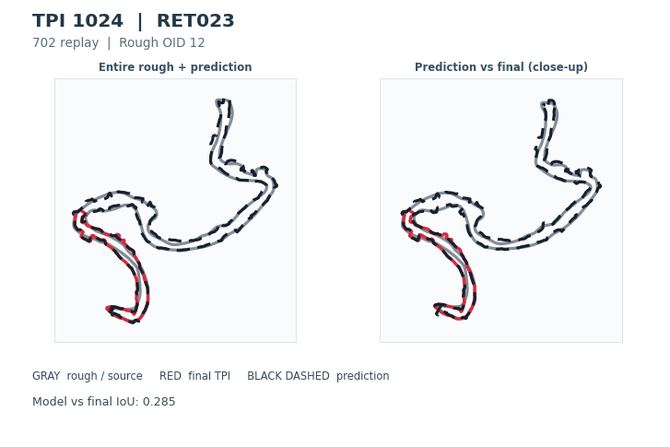 TPI 1024 | RET023
702 replay | Rough OID 12
Entire rough + prediction
Prediction vs final (close-up)
GRAY rough / source RED final TPI BLACK DASHED prediction
Model vs final IoU: 0.285